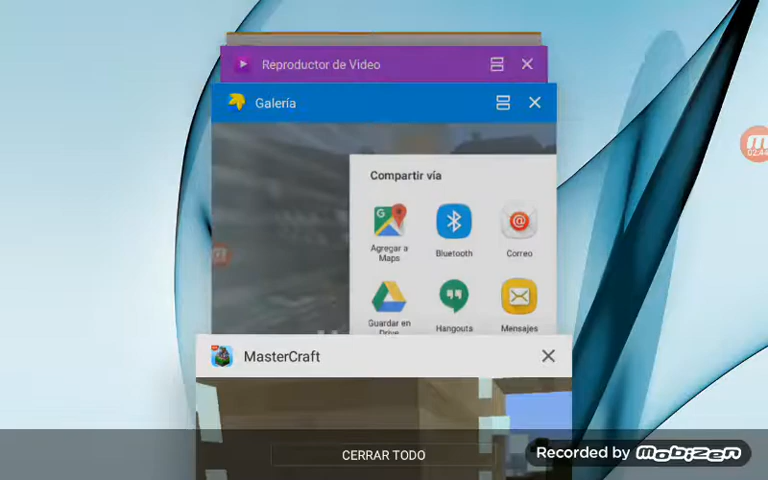 Reproductor de Video
Galería
Compartir vía
Agregar a
Maps
Bluetooth
Correo
Guardar en
Drive
Hangouts
Mensajes
MasterCraft
CERRAR TODO
Recorded by mobizen